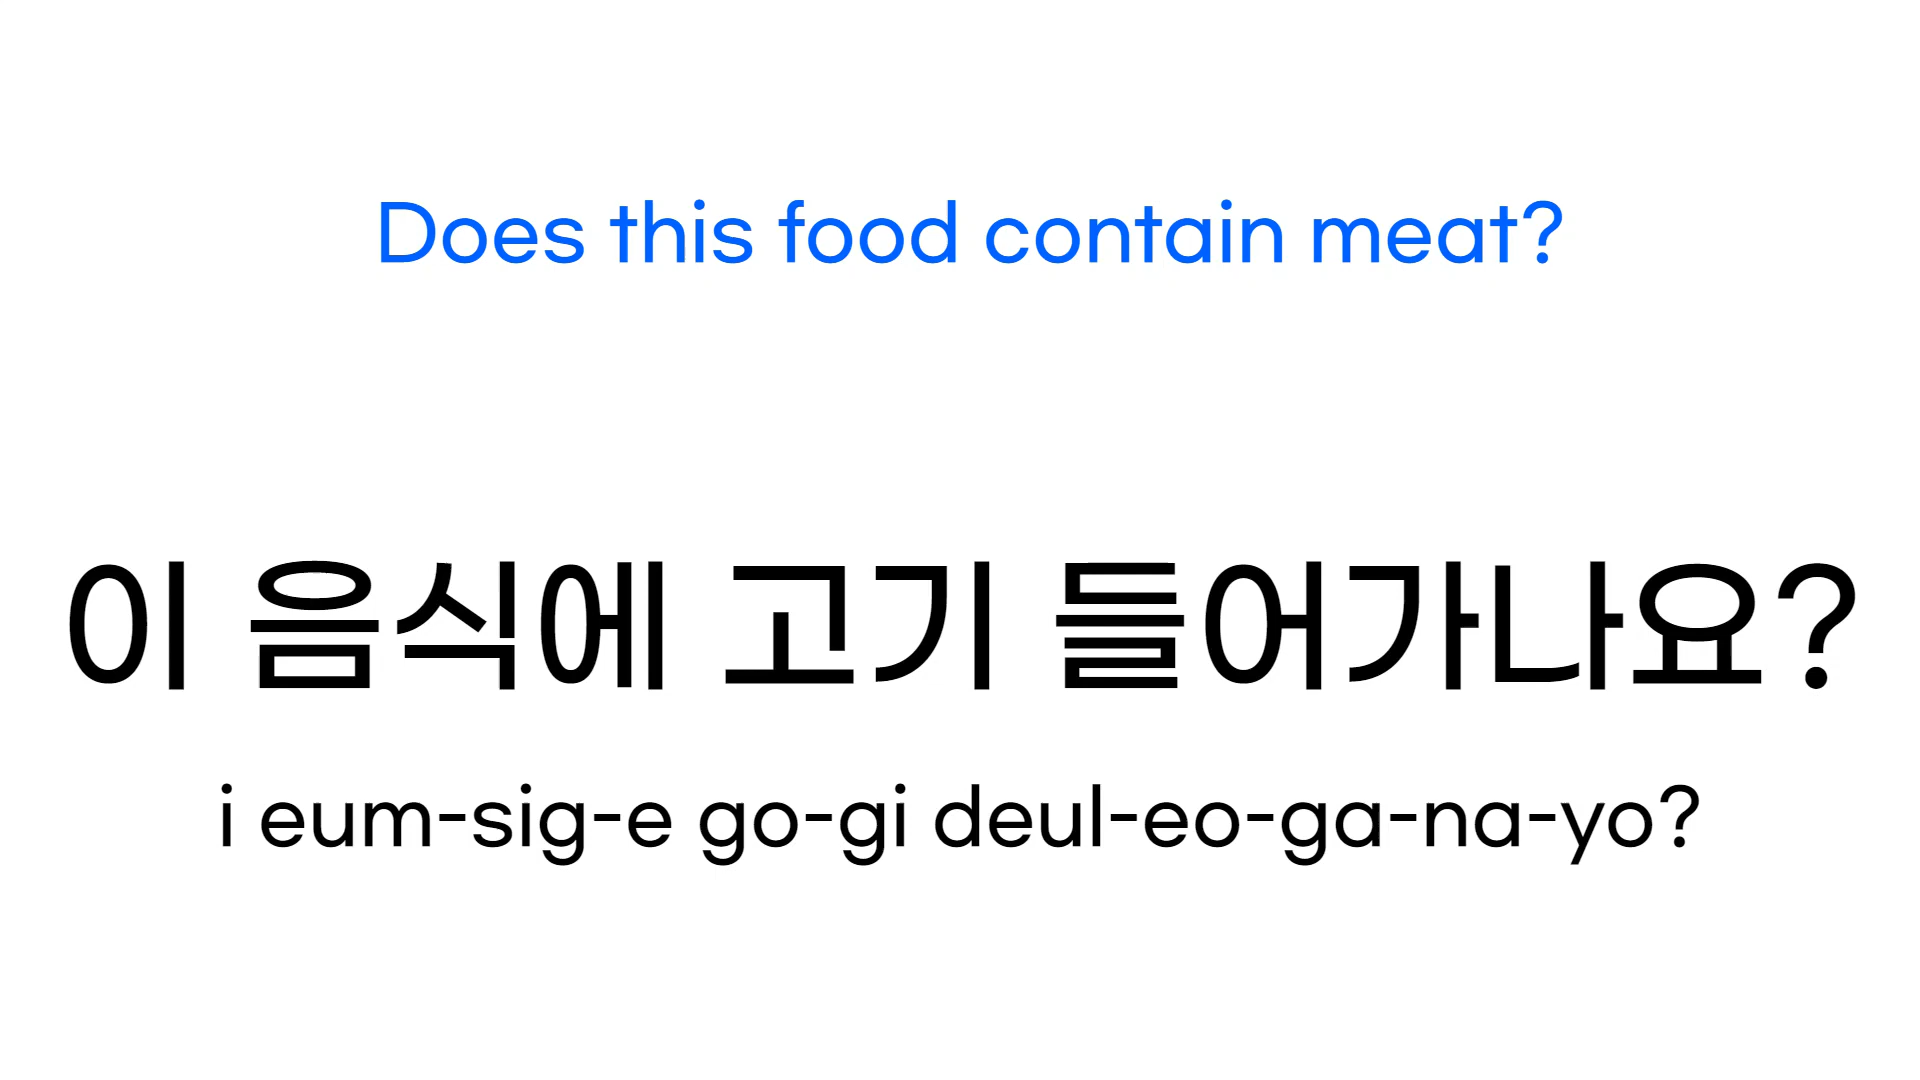 Does this food contain meat?
이 음식에 고기 들어가나요?
i eum-sig-e go-gi deul-eo-ga-na-yo?